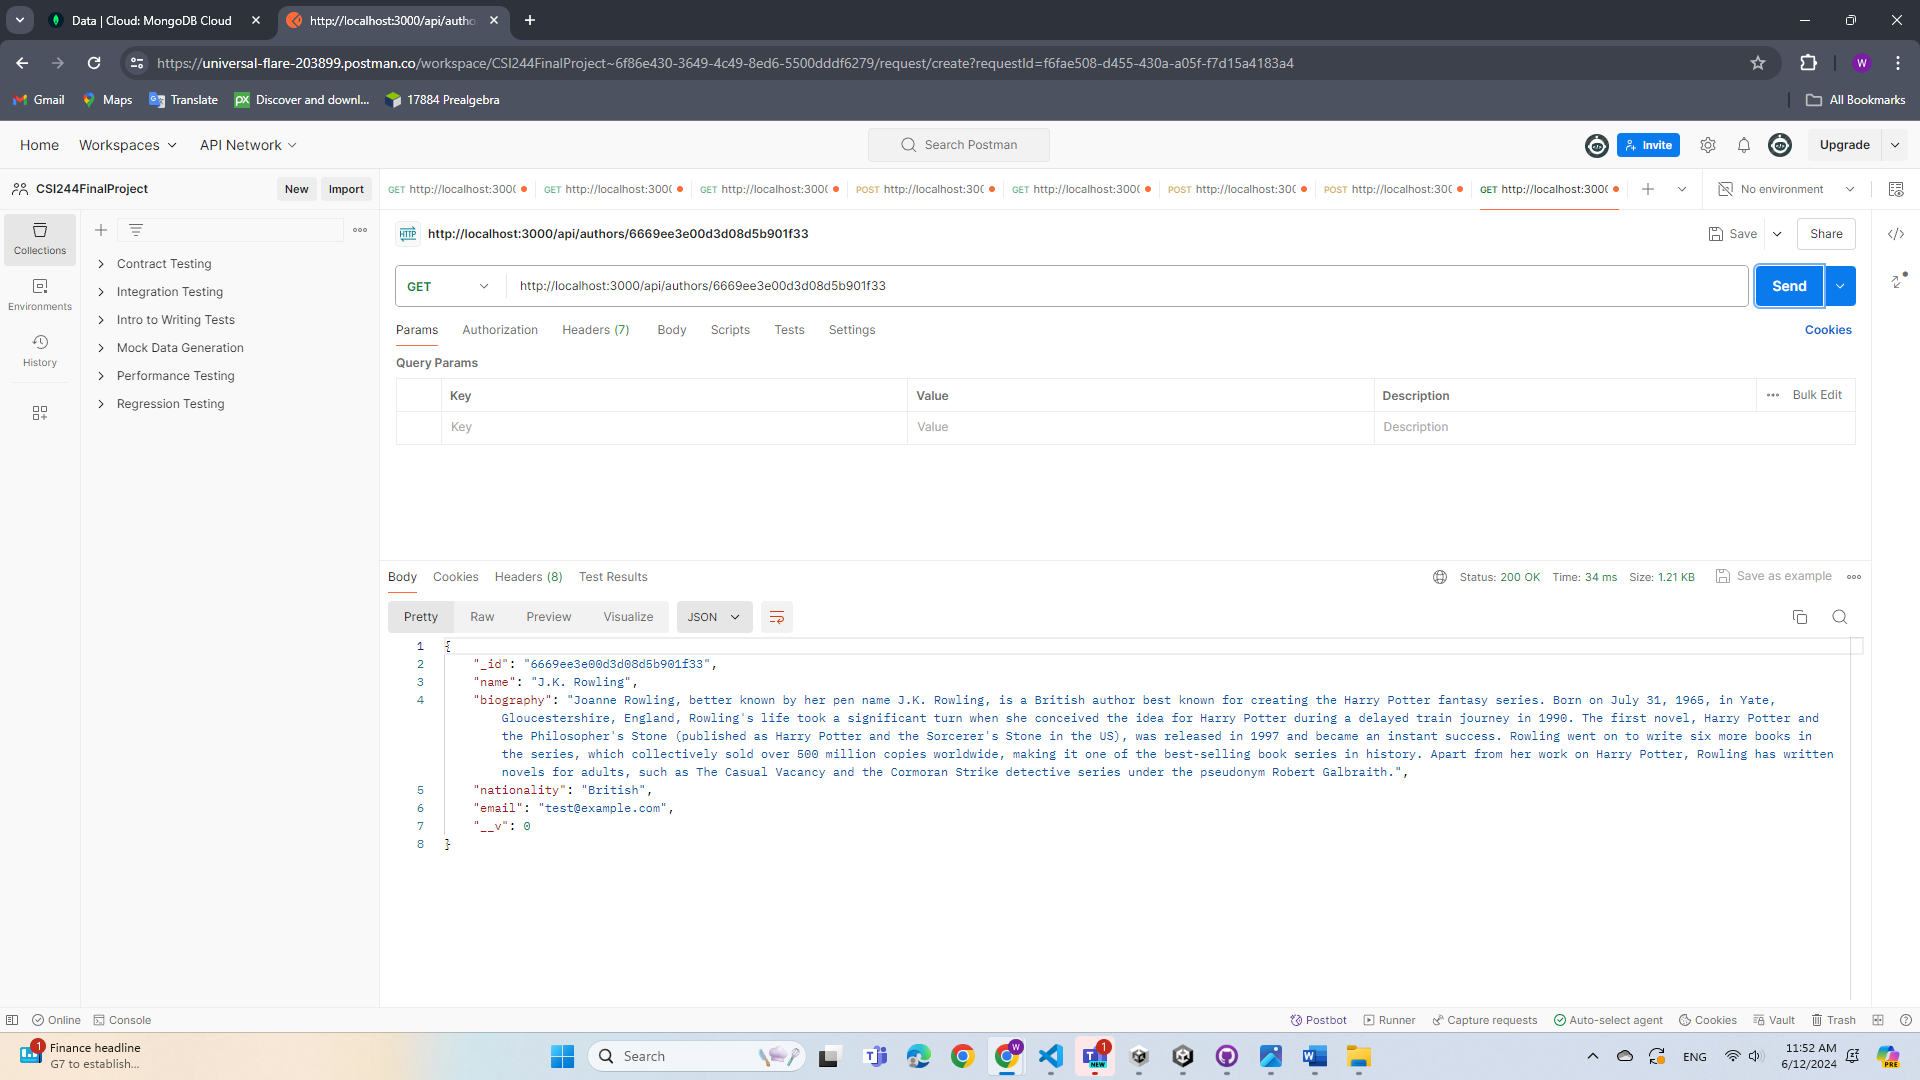 Data | Cloud: MongoDB Cloud
http://localhost:3000/api/autho
https://universal-flare-203899.postman.co/workspace/CSI244FinalProject~6f86e430-3649-4c49-8ed6-5500dddf6279/request/create?requestId=f6fae508-d455-430a-a05f-f7d15a4183a4
W
Gmail Maps Translate Discover and downl... 17884 Prealgebra All Bookmarks
Home Workspaces API Network Search Postman Invite Upgrade
CSI244FinalProject New Import
GET http://localhost:3000 GET http://localhost:3000 GET http://localhost:3000 POST http://localhost:300 GET http://localhost:3000 POST http://localhost:300 POST http://localhost:300 GET http://localhost:3000 No environment
Collections
Environments
History
Contract Testing
Integration Testing
Intro to Writing Tests
Mock Data Generation
Performance Testing
Regression Testing
HTTP http://localhost:3000/api/authors/6669ee3e00d3d08d5b901f33 Save Share
GET http://localhost:3000/api/authors/6669ee3e00d3d08d5b901f33 Send
Params Authorization Headers (7) Body Scripts Tests Settings Cookies
Query Params
Key Value Description Bulk Edit
Key Value Description
Body Cookies Headers (8) Test Results Status: 200 OK Time: 34 ms Size: 1.21 KB Save as example
Pretty Raw Preview Visualize JSON
1 {
2 "_id": "6669ee3e00d3d08d5b901f33",
3 "name": "J.K. Rowling",
4 "biography": "Joanne Rowling, better known by her pen name J.K. Rowling, is a British author best known for creating the Harry Potter fantasy series. Born on July 31, 1965, in Yate,
Gloucestershire, England, Rowling's life took a significant turn when she conceived the idea for Harry Potter during a delayed train journey in 1990. The first novel, Harry Potter and
the Philosopher's Stone (published as Harry Potter and the Sorcerer's Stone in the US), was released in 1997 and became an instant success. Rowling went on to write six more books in
the series, which collectively sold over 500 million copies worldwide, making it one of the best-selling book series in history. Apart from her work on Harry Potter, Rowling has written
novels for adults, such as The Casual Vacancy and the Cormoran Strike detective series under the pseudonym Robert Galbraith.",
5 "nationality": "British",
6 "email": "test@example.com",
7 "__v": 0
8 }
Online Console Postbot Runner Capture requests Auto-select agent Cookies Vault Trash
1 Finance headline
G7 to establish...
Search
W
1
NEW
ENG
11:52 AM
6/12/2024
PRE